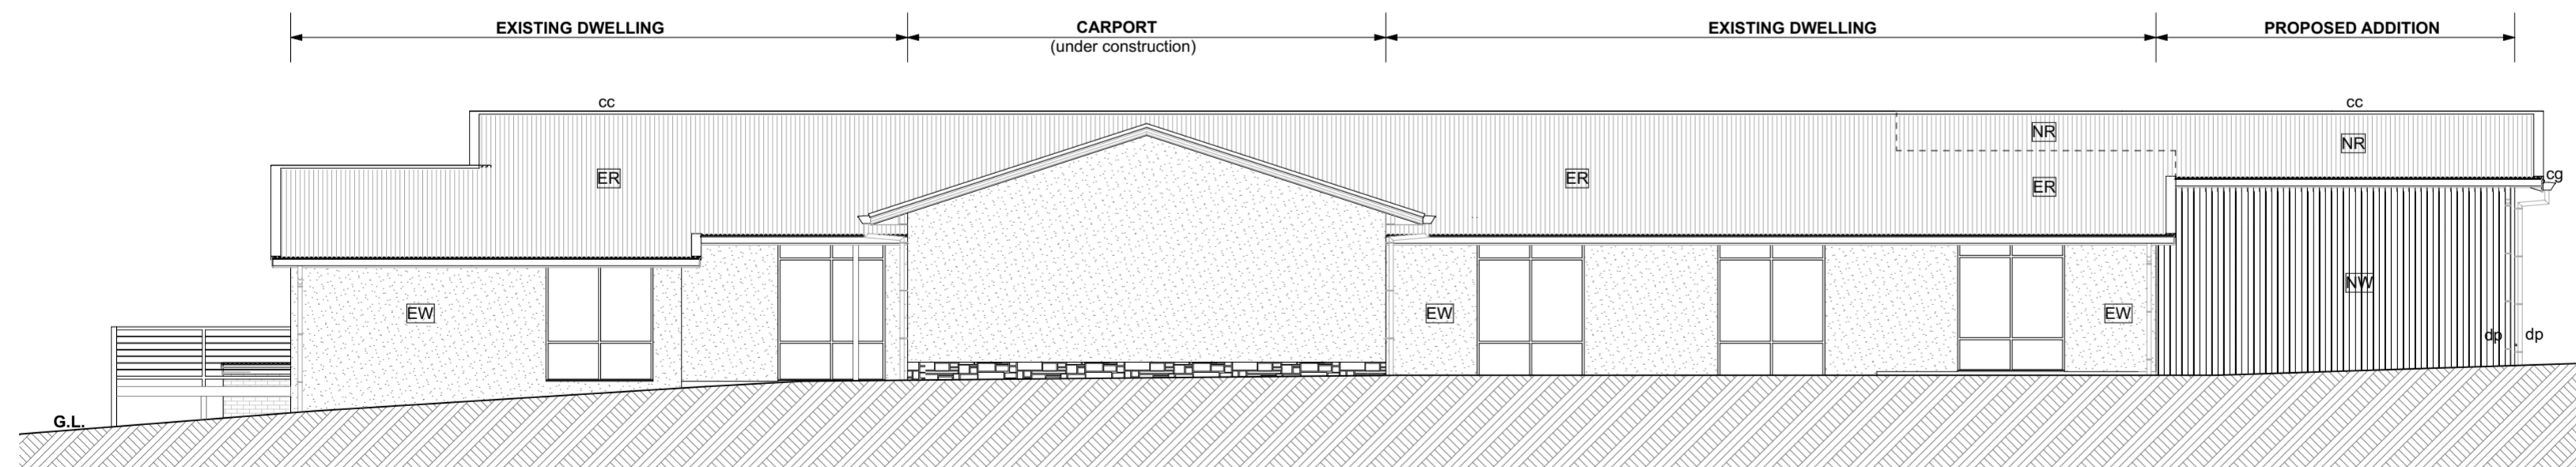 EXISTING DWELLING
CARPORT
(under construction)
EXISTING DWELLING
PROPOSED ADDITION
cc
cc
NR
NR
ER
ER
ER
cg
EW
EW
EW
NW
dp
dp
G.L.